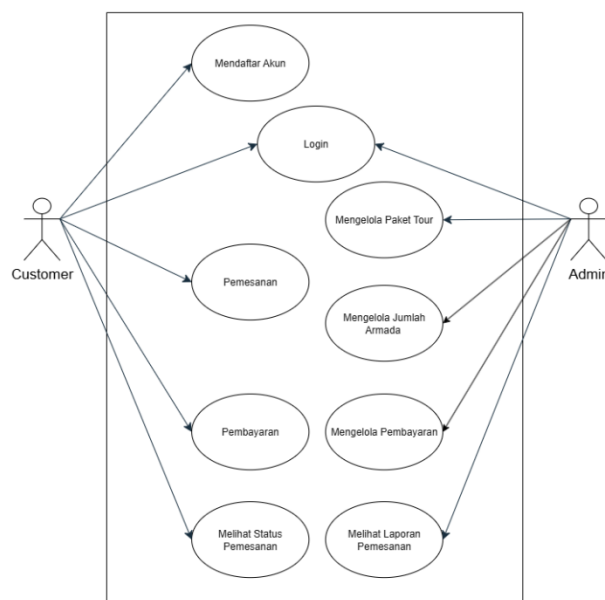 Mendaftar Akun
Login
Mengelola Paket Tour
Customer
Admin
Pemesanan
Mengelola Jumlah
Armada
Pembayaran
Mengelola Pembayaran
Melihat Status
Pemesanan
Melihat Laporan
Pemesanan